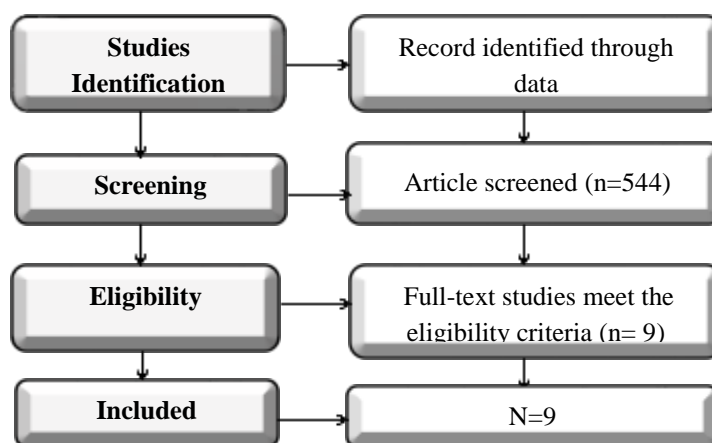 Studies
Identification
Record identified through
data
Screening
Article screened (n=544)
Eligibility
Full-text studies meet the
eligibility criteria (n= 9)
Included
N=9